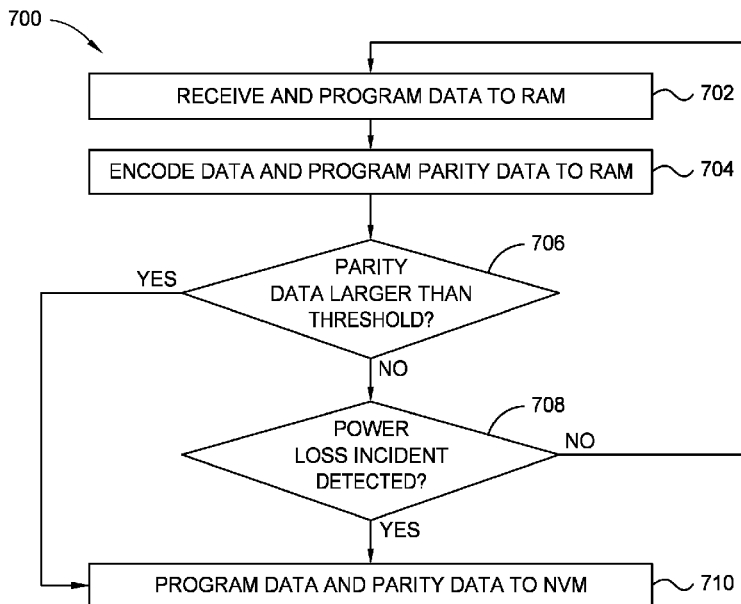 700
RECEIVE AND PROGRAM DATA TO RAM
702
ENCODE DATA AND PROGRAM PARITY DATA TO RAM
704
706
YES
PARITY
DATA LARGER THAN
THRESHOLD?
NO
708
POWER
LOSS INCIDENT
DETECTED?
NO
YES
PROGRAM DATA AND PARITY DATA TO NVM
710